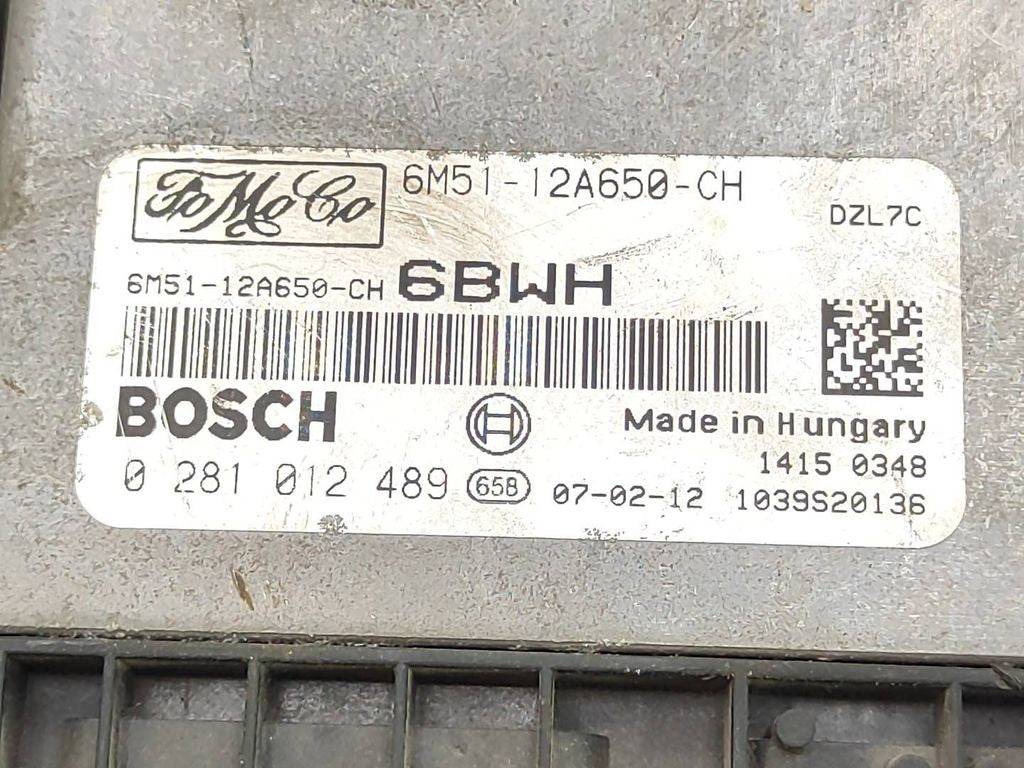 FoMoCo 6M51-12A650-CH
DZL7C
6M51-12A650-CH 6BWH
BOSCH
Made in Hungary
1415 0348
0 281 012 489 658 07-02-12 1039S20136